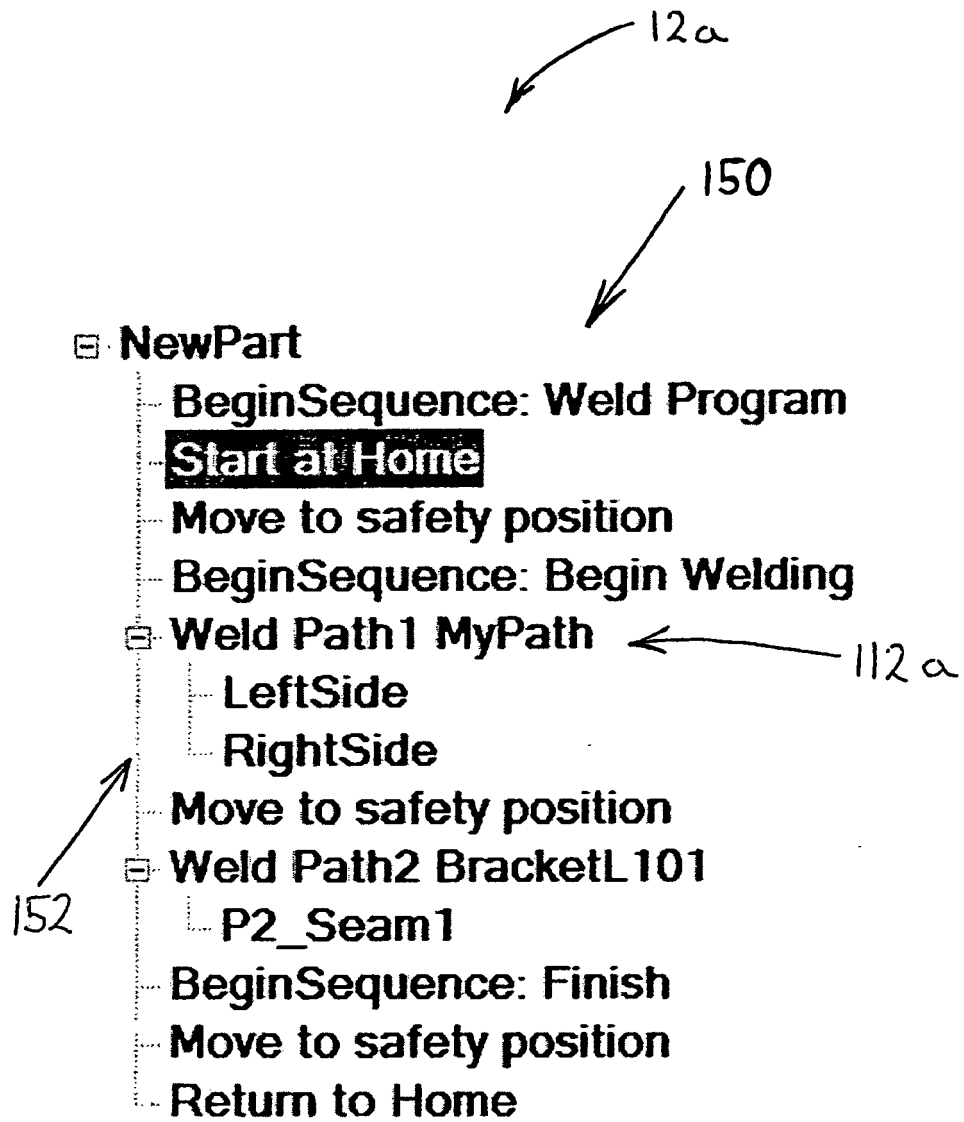 12a
150
NewPart
BeginSequence: Weld Program
Start at Home
Move to safety position
BeginSequence: Begin Welding
Weld Path1 MyPath
112a
LeftSide
RightSide
Move to safety position
Weld Path2 BracketL101
152
P2_Seam1
BeginSequence: Finish
Move to safety position
Return to Home